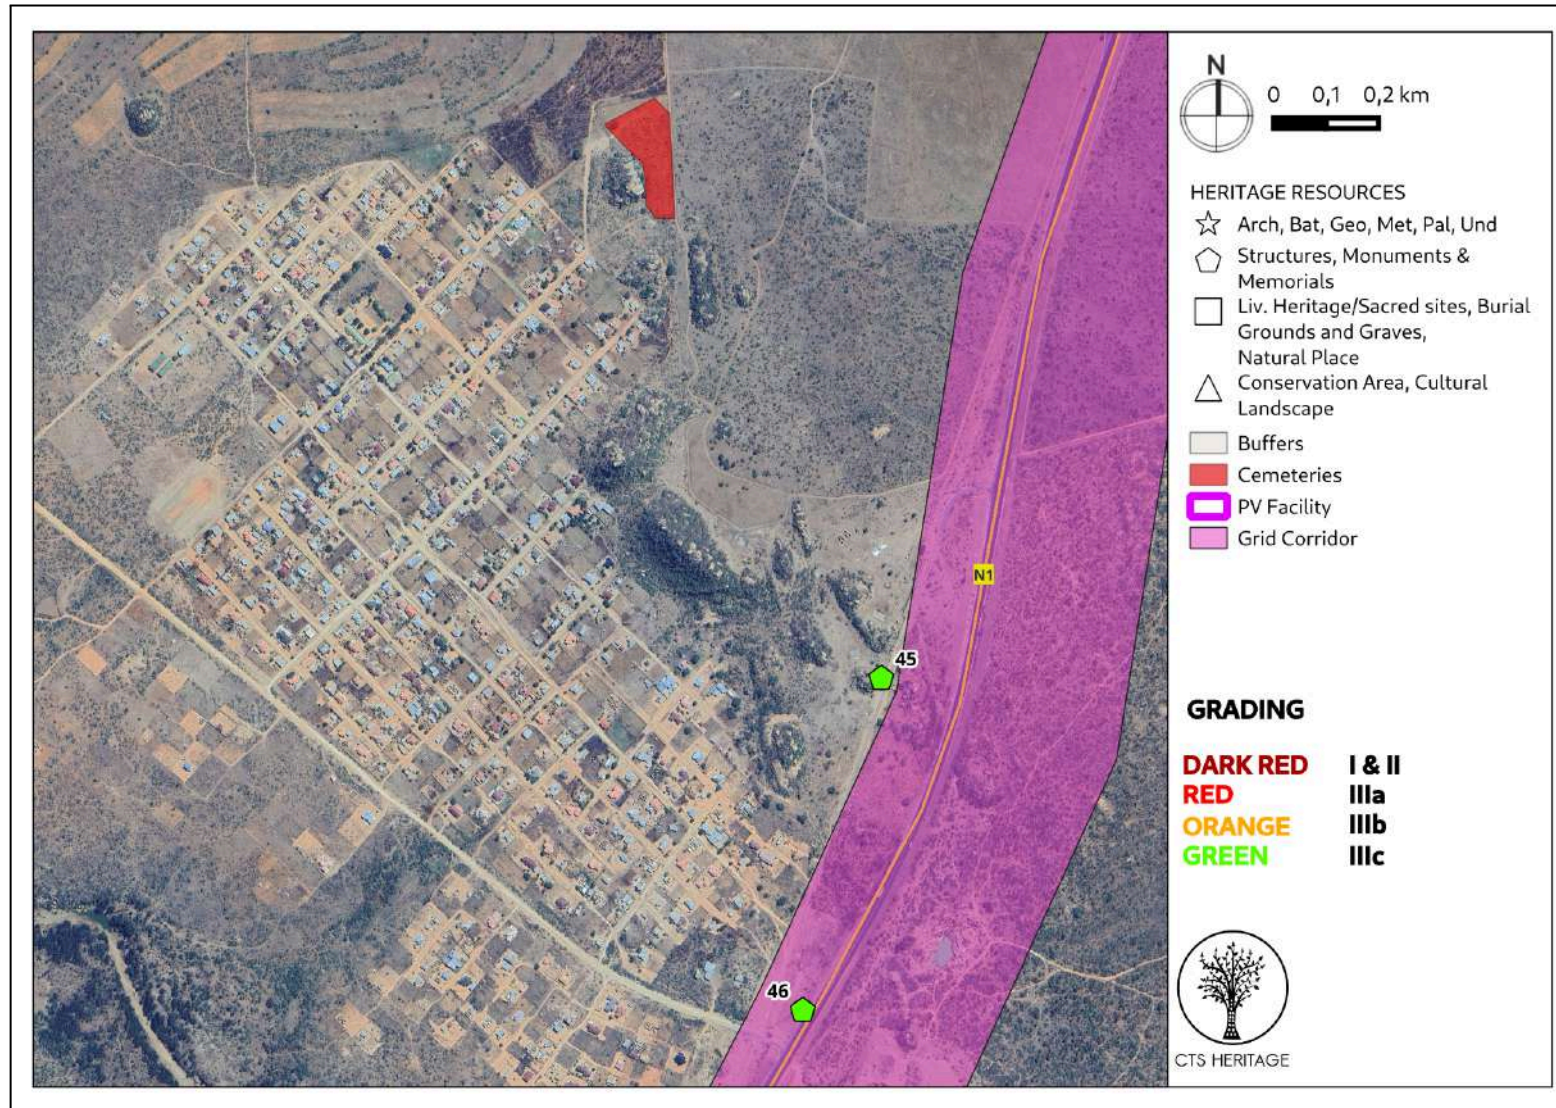 N
0 0,1 0,2 km
HERITAGE RESOURCES
Arch, Bat, Geo, Met, Pal, Und
Structures, Monuments &
Memorials
Liv. Heritage/Sacred sites, Burial
Grounds and Graves,
Natural Place
Conservation Area, Cultural
Landscape
Buffers
Cemeteries
PV Facility
Grid Corridor
N1
45
46
GRADING
DARK RED I & II
RED IIIa
ORANGE IIIb
GREEN IIIc
CTS HERITAGE